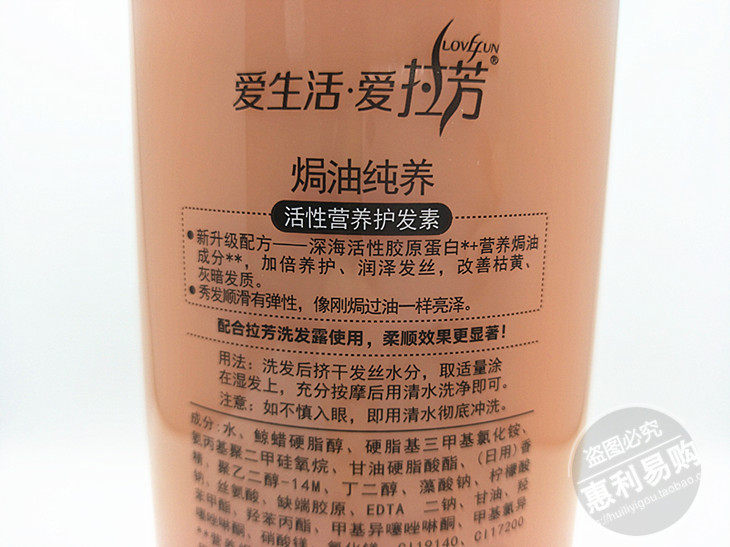 LOVEFUN
爱生活·爱拉芳®
焗油纯养
活性营养护发素
●新升级配方——深海活性胶原蛋白*+营养焗油
成分**，加倍养护、润泽发丝，改善枯黄、
灰暗发质。
●秀发顺滑有弹性，像刚焗过油一样亮泽。
配合拉芳洗发露使用，柔顺效果更显著！
用法：洗发后挤干发丝水分，取适量涂
在湿发上，充分按摩后用清水洗净即可。
注意：如不慎入眼，即用清水彻底冲洗。
成分:水、鲸蜡硬脂醇、硬脂基三甲基氯化铵、
氨丙基聚二甲硅氧烷、甘油硬脂酸酯、(日用)香
精、聚乙二醇-14M、丁二醇、藻酸钠、柠檬酸
钠、丝氨酸、缺端胶原、EDTA 二钠、甘油、羟
苯甲酯、羟苯丙酯、甲基异噻唑啉酮、甲基氯异
噻唑啉酮、硝酸镁、氯化镁、CI19140、CI17200
盗图必究
惠利易购
huiliyigou.taobao